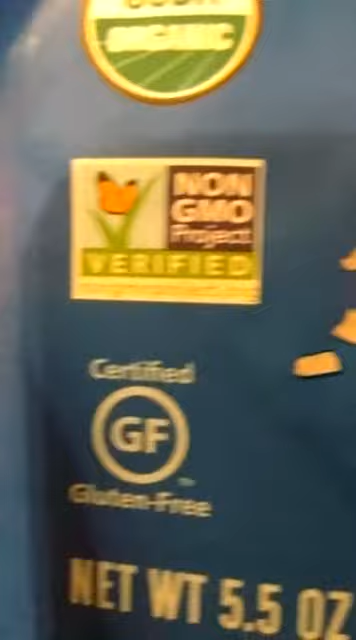 ORGANIC
NON
GMO
Project
VERIFIED
Certified
GF
Gluten-Free
NET WT 5.5 OZ